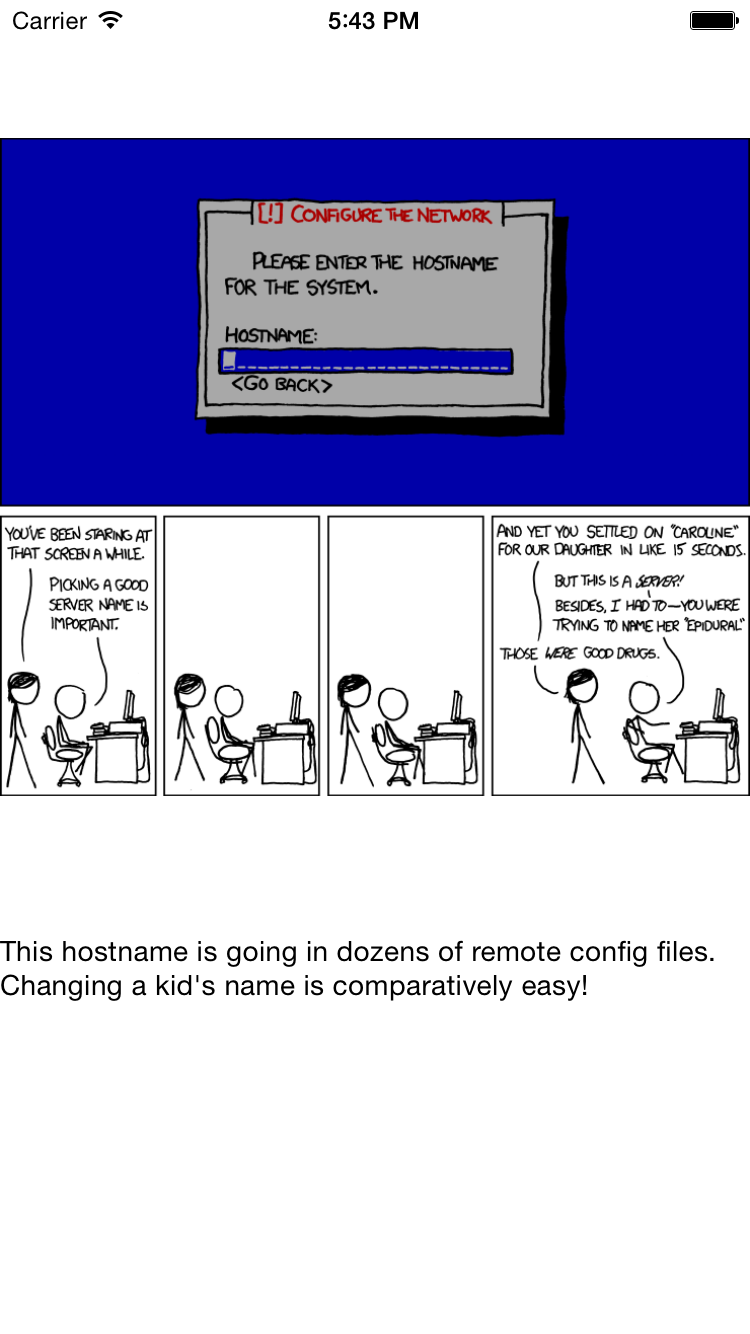 Carrier 5:43 PM
[!] CONFIGURE THE NETWORK
PLEASE ENTER THE HOSTNAME
FOR THE SYSTEM.
HOSTNAME:
<GO BACK>
YOU'VE BEEN STARING AT
THAT SCREEN A WHILE.
PICKING A GOOD
SERVER NAME IS
IMPORTANT.
AND YET YOU SETTLED ON "CAROLINE"
FOR OUR DAUGHTER IN LIKE 15 SECONDS.
BUT THIS IS A SERVER!
BESIDES, I HAD TO—YOU WERE
TRYING TO NAME HER "EPIDURAL"
THOSE WERE GOOD DRUGS.
This hostname is going in dozens of remote config files.
Changing a kid's name is comparatively easy!